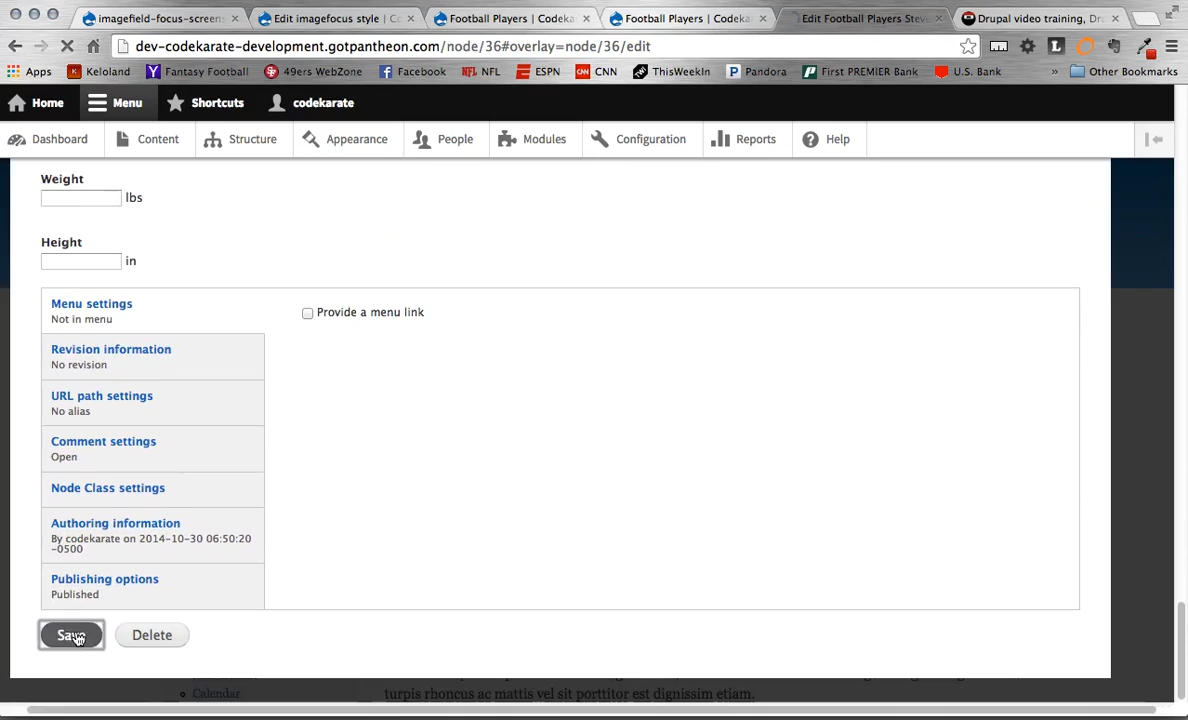 imagefield-focus-screens
Edit imagefocus style | Co
Football Players | Codeka
Football Players | Codeka
Edit Football Players Steve
Drupal video training, Dr
dev-codekarate-development.gotpantheon.com/node/36#overlay=node/36/edit
Apps
Keloland
Fantasy Football
49ers WebZone
Facebook
NFL
ESPN
CNN
ThisWeekIn
Pandora
First PREMIER Bank
U.S. Bank
»
Other Bookmarks
Home
Menu
Shortcuts
codekarate
Dashboard
Content
Structure
Appearance
People
Modules
Configuration
Reports
Help
Weight
lbs
Height
in
Menu settings
Not in menu
Provide a menu link
Revision information
No revision
URL path settings
No alias
Comment settings
Open
Node Class settings
Authoring information
By codekarate on 2014-10-30 06:50:20
-0500
Publishing options
Published
Save
Delete
Calendar
turpis rhoncus ac mattis vel sit porttitor est dignissim etiam.